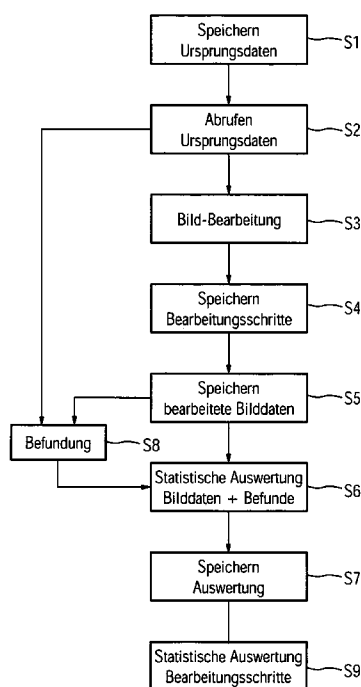 Speichern
Ursprungsdaten
S1
Abrufen
Ursprungsdaten
S2
Bild-Bearbeitung
S3
Speichern
Bearbeitungsschritte
S4
Speichern
bearbeitete Bilddaten
S5
Befundung
S8
Statistische Auswertung
Bilddaten + Befunde
S6
Speichern
Auswertung
S7
Statistische Auswertung
Bearbeitungsschritte
S9